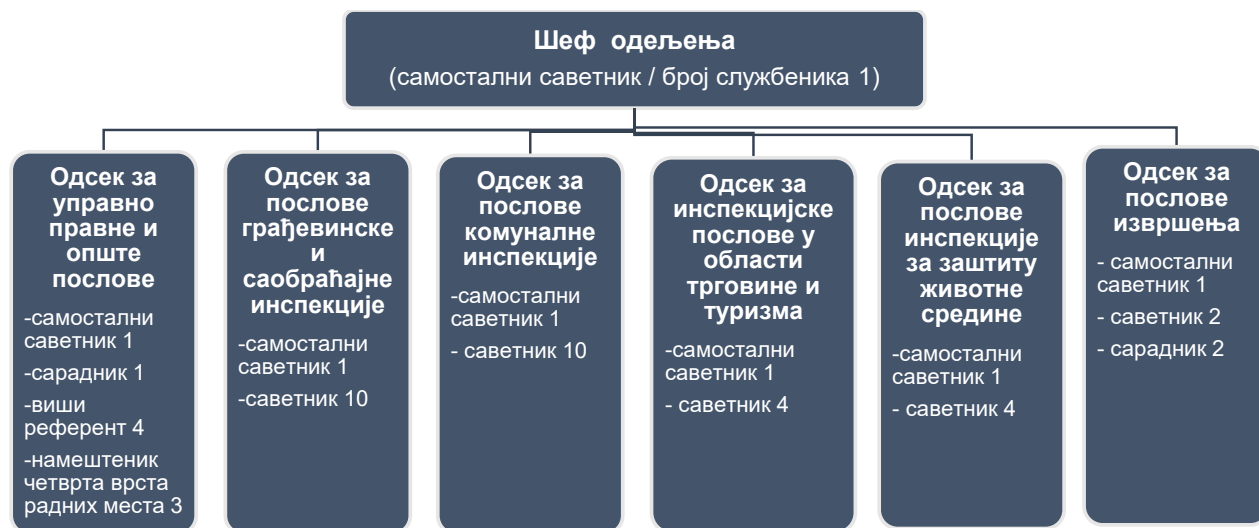 Шеф одељења
(самостални саветник / број службеника 1)
Одсек за
управно
правне и
опште
послове
-самостални
саветник 1
-сарадник 1
-виши
референт 4
-намештеник
четврта врста
радних места 3
Одсек за
послове
грађевинске
и
саобраћајне
инспекције
-самостални
саветник 1
-саветник 10
Одсек за
послове
комуналне
инспекције
-самостални
саветник 1
- саветник 10
Одсек за
инспекцијске
послове у
области
трговине и
туризма
-самостални
саветник 1
- саветник 4
Одсек за
послове
инспекције
за заштиту
животне
средине
-самостални
саветник 1
- саветник 4
Одсек за
послове
извршења
- самостални
саветник 1
- саветник 2
- сарадник 2